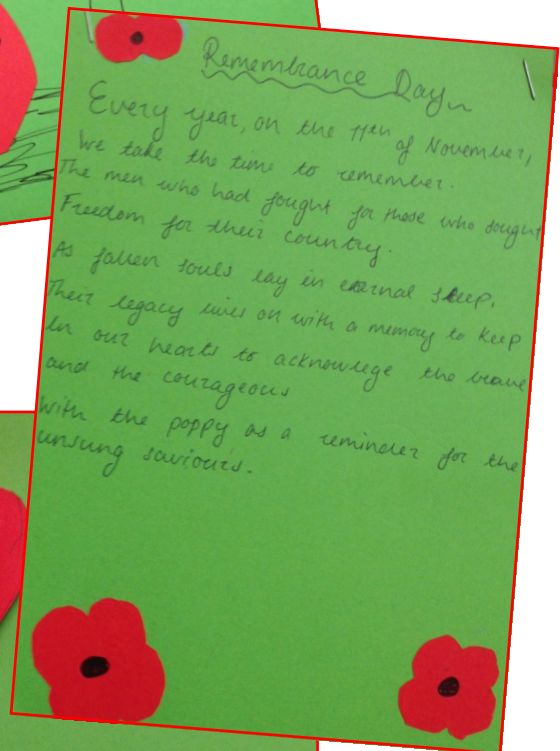 Remembrance Day
Every year, on the 11th of November,
We take the time to remember.
The men who had fought for those who sought
Freedom for their country.
As fallen souls lay in eternal sleep,
Their legacy lives on with a memory to keep
In our hearts to acknowlege the brave
and the courageous
With the poppy as a reminder for the
unsung saviours.